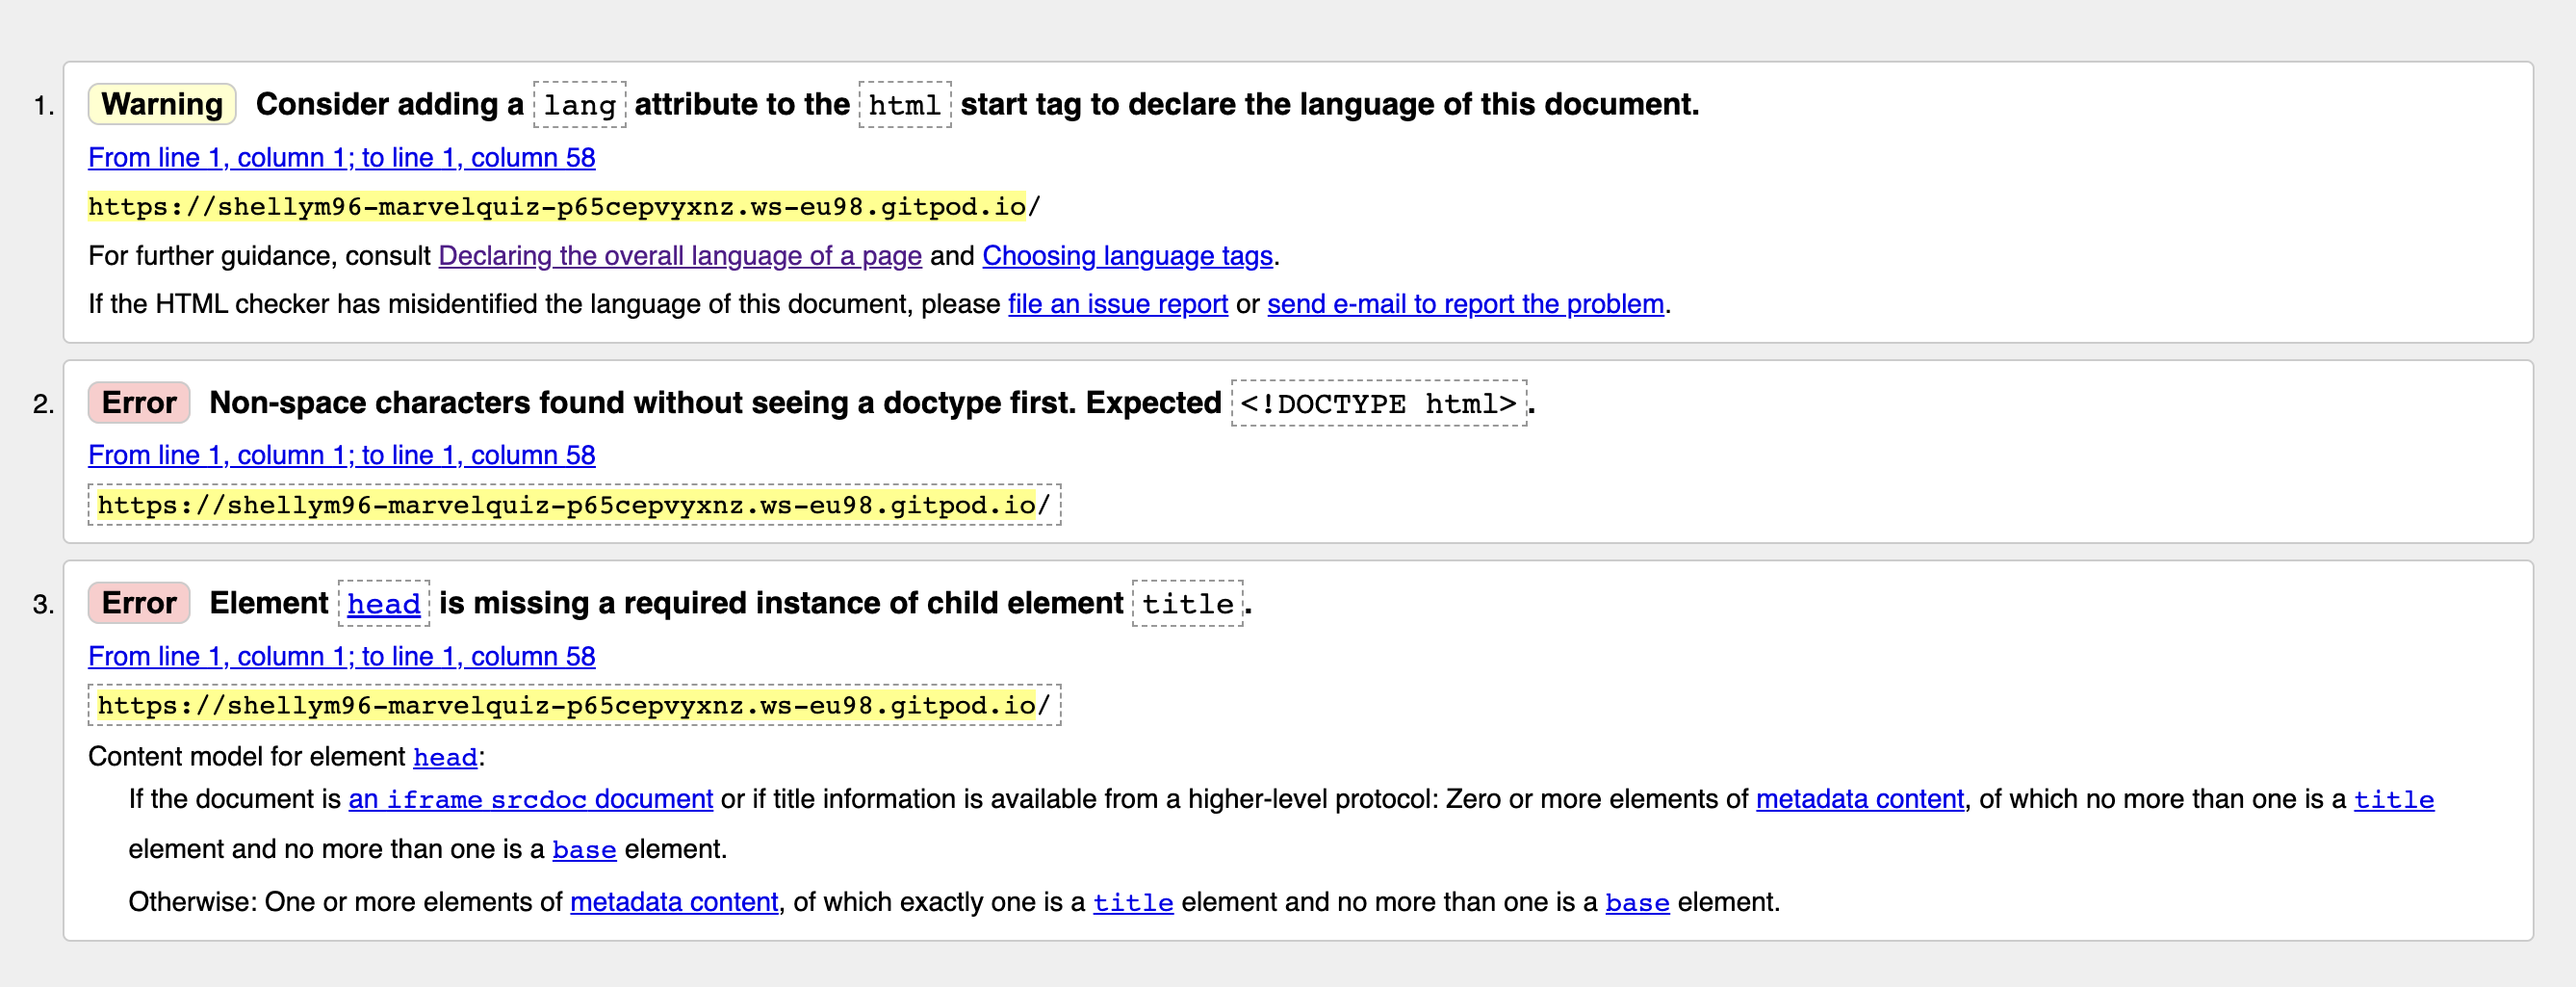 1. Warning Consider adding a lang attribute to the html start tag to declare the language of this document.
From line 1, column 1; to line 1, column 58
https://shellym96-marvelquiz-p65cepvyxnz.ws-eu98.gitpod.io/
For further guidance, consult Declaring the overall language of a page and Choosing language tags.
If the HTML checker has misidentified the language of this document, please file an issue report or send e-mail to report the problem.
2. Error Non-space characters found without seeing a doctype first. Expected <!DOCTYPE html>.
From line 1, column 1; to line 1, column 58
https://shellym96-marvelquiz-p65cepvyxnz.ws-eu98.gitpod.io/
3. Error Element head is missing a required instance of child element title.
From line 1, column 1; to line 1, column 58
https://shellym96-marvelquiz-p65cepvyxnz.ws-eu98.gitpod.io/
Content model for element head:
If the document is an iframe srcdoc document or if title information is available from a higher-level protocol: Zero or more elements of metadata content, of which no more than one is a title
element and no more than one is a base element.
Otherwise: One or more elements of metadata content, of which exactly one is a title element and no more than one is a base element.